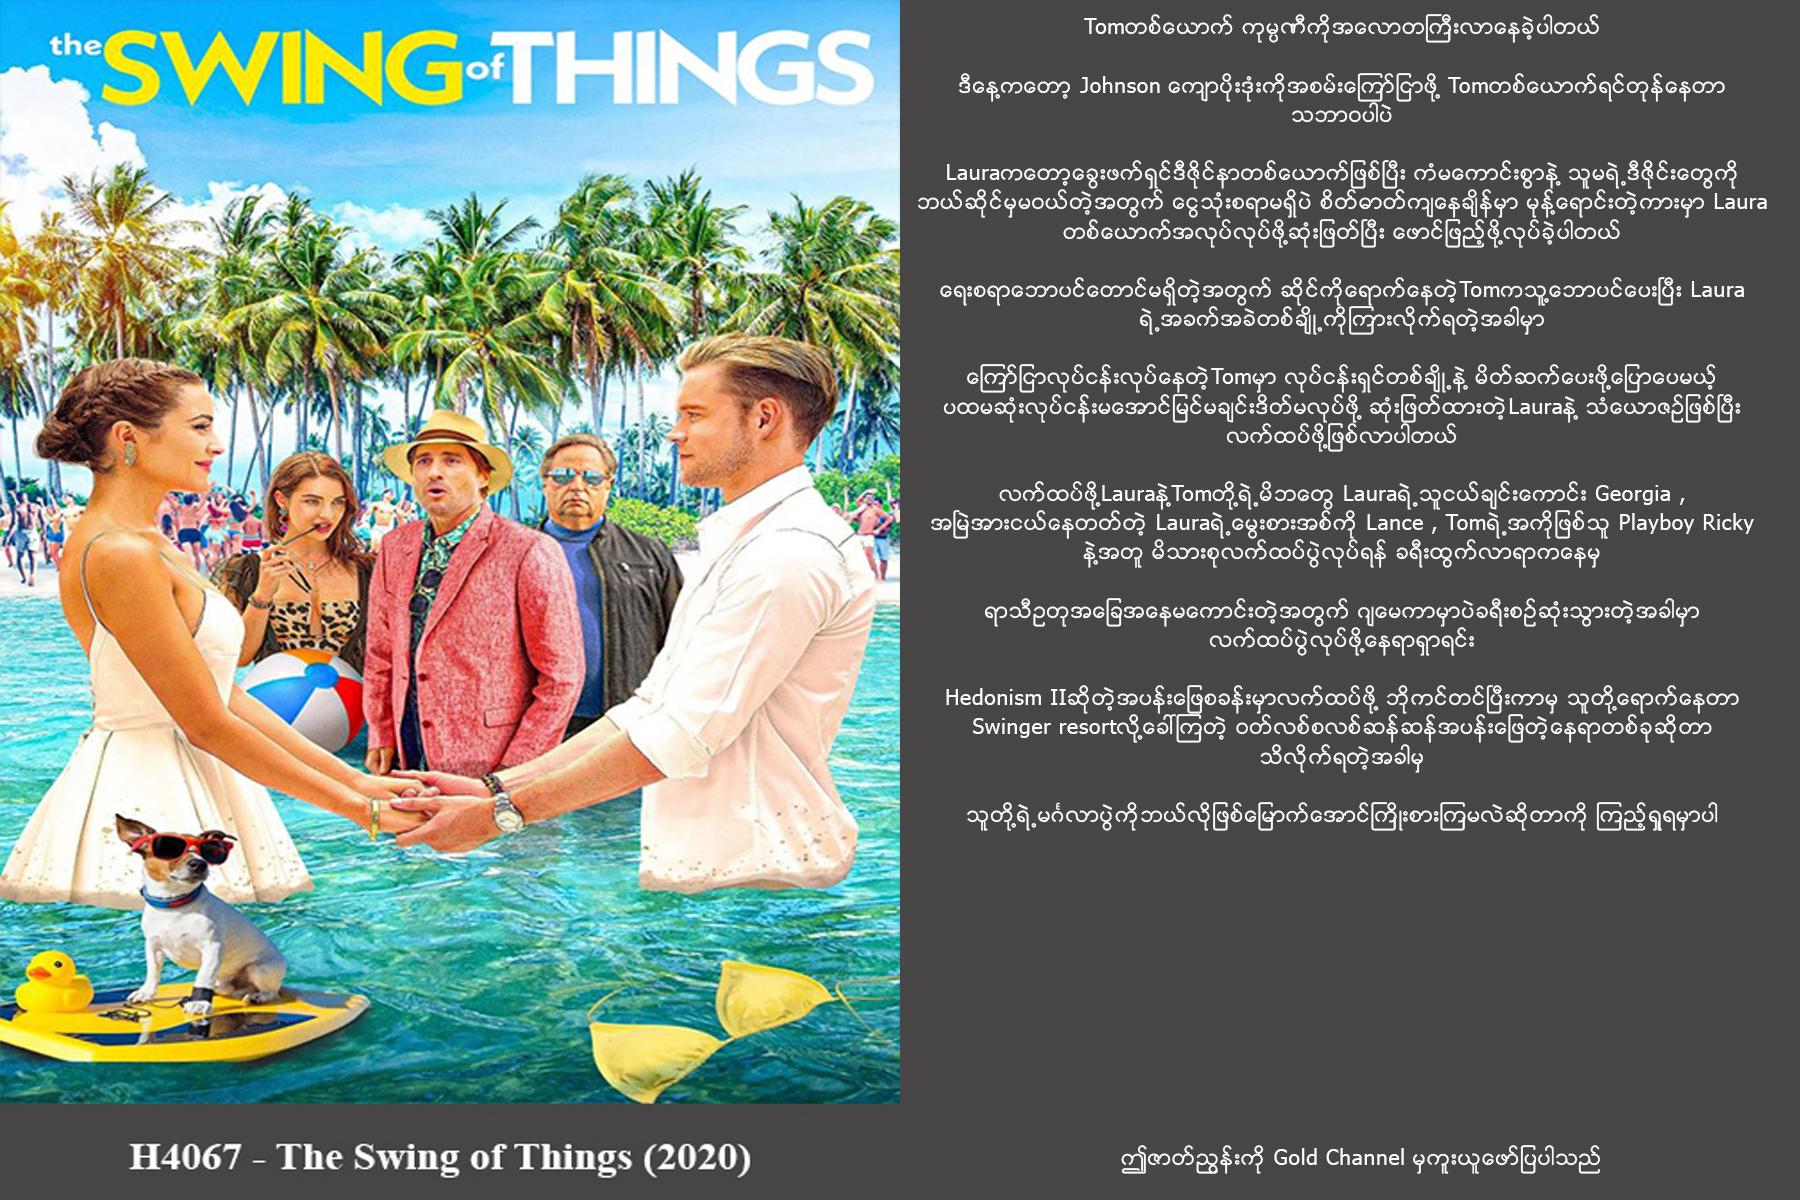 the SWING of THINGS
Tomတစ်ယောက် ကုမ္ပဏီကိုအလောတကြီးလာနေခဲ့ပါတယ်
ဒီနေ့ကတော့ Johnson ကျောပိုးဒုံးကိုအစမ်းကြော်ငြာဖို့ Tomတစ်ယောက်ရင်တုန်နေတာ
သဘာဝပါပဲ
Lauraကတော့ခွေးဖက်ရှင်ဒီဇိုင်နာတစ်ယောက်ဖြစ်ပြီး ကံမကောင်းစွာနဲ့ သူမရဲ့ဒီဇိုင်းတွေကို
ဘယ်ဆိုင်မှမဝယ်တဲ့အတွက် ငွေသုံးစရာမရှိပဲ စိတ်ဓာတ်ကျနေချိန်မှာ မုန့်ရောင်းတဲ့ကားမှာ Laura
တစ်ယောက်အလုပ်လုပ်ဖို့ဆုံးဖြတ်ပြီး ဖောင်ဖြည့်ဖို့လုပ်ခဲ့ပါတယ်
ရေးစရာဘောပင်တောင်မရှိတဲ့အတွက် ဆိုင်ကိုရောက်နေတဲ့Tomကသူ့ဘောပင်ပေးပြီး Laura
ရဲ့အခက်အခဲတစ်ချို့ကိုကြားလိုက်ရတဲ့အခါမှာ
ကြော်ငြာလုပ်ငန်းလုပ်နေတဲ့Tomမှာ လုပ်ငန်းရှင်တစ်ချို့နဲ့ မိတ်ဆက်ပေးဖို့ပြောပေမယ့်
ပထမဆုံးလုပ်ငန်းမအောင်မြင်မချင်းဒိတ်မလုပ်ဖို့ ဆုံးဖြတ်ထားတဲ့Lauraနဲ့ သံယောဇဉ်ဖြစ်ပြီး
လက်ထပ်ဖို့ဖြစ်လာပါတယ်
လက်ထပ်ဖို့Lauraနဲ့Tomတို့ရဲ့မိဘတွေ Lauraရဲ့သူငယ်ချင်းကောင်း Georgia ,
အမြဲအားငယ်နေတတ်တဲ့ Lauraရဲ့မွေးစားအစ်ကို Lance , Tomရဲ့အကိုဖြစ်သူ Playboy Ricky
နဲ့အတူ မိသားစုလက်ထပ်ပွဲလုပ်ရန် ခရီးထွက်လာရာကနေမှ
ရာသီဥတုအခြေအနေမကောင်းတဲ့အတွက် ဂျမေကာမှာပဲခရီးစဉ်ဆုံးသွားတဲ့အခါမှာ
လက်ထပ်ပွဲလုပ်ဖို့နေရာရှာရင်း
Hedonism IIဆိုတဲ့အပန်းဖြေစခန်းမှာလက်ထပ်ဖို့ ဘိုကင်တင်ပြီးကာမှ သူတို့ရောက်နေတာ
Swinger resortလို့ခေါ်ကြတဲ့ ဝတ်လစ်စလစ်ဆန်ဆန်အပန်းဖြေတဲ့နေရာတစ်ခုဆိုတာ
သိလိုက်ရတဲ့အခါမှ
သူတို့ရဲ့မင်္ဂလာပွဲကိုဘယ်လိုဖြစ်မြောက်အောင်ကြိုးစားကြမလဲဆိုတာကို ကြည့်ရှုရမှာပါ
H4067 - The Swing of Things (2020)
ဤဇာတ်ညွှန်းကို Gold Channel မှကူးယူဖော်ပြပါသည်